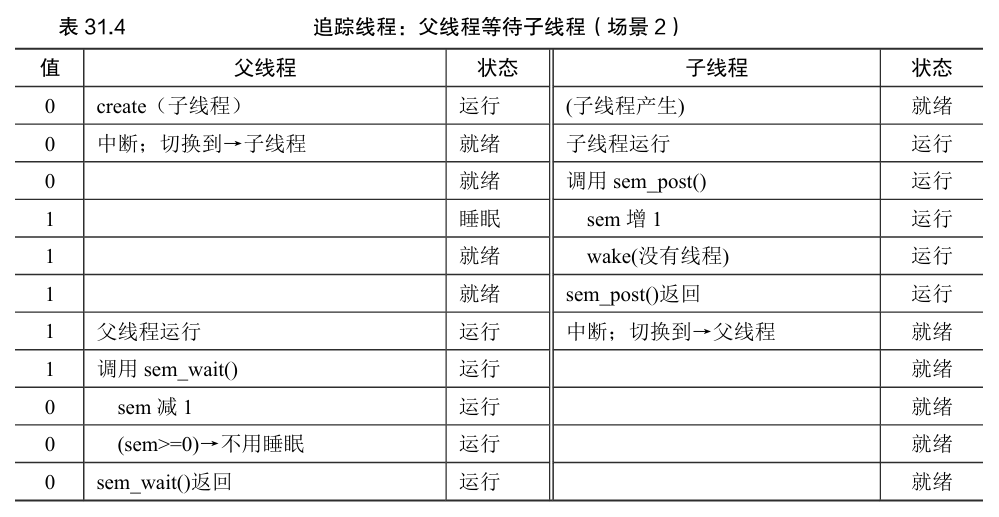 表 31.4 追踪线程：父线程等待子线程（场景 2）
值 父线程 状态 子线程 状态
0 create（子线程） 运行 (子线程产生) 就绪
0 中断；切换到→子线程 就绪 子线程运行 运行
0 就绪 调用 sem_post() 运行
1 睡眠 sem 增 1 运行
1 就绪 wake(没有线程) 运行
1 就绪 sem_post()返回 运行
1 父线程运行 运行 中断；切换到→父线程 就绪
1 调用 sem_wait() 运行 就绪
0 sem 减 1 运行 就绪
0 (sem>=0)→不用睡眠 运行 就绪
0 sem_wait()返回 运行 就绪